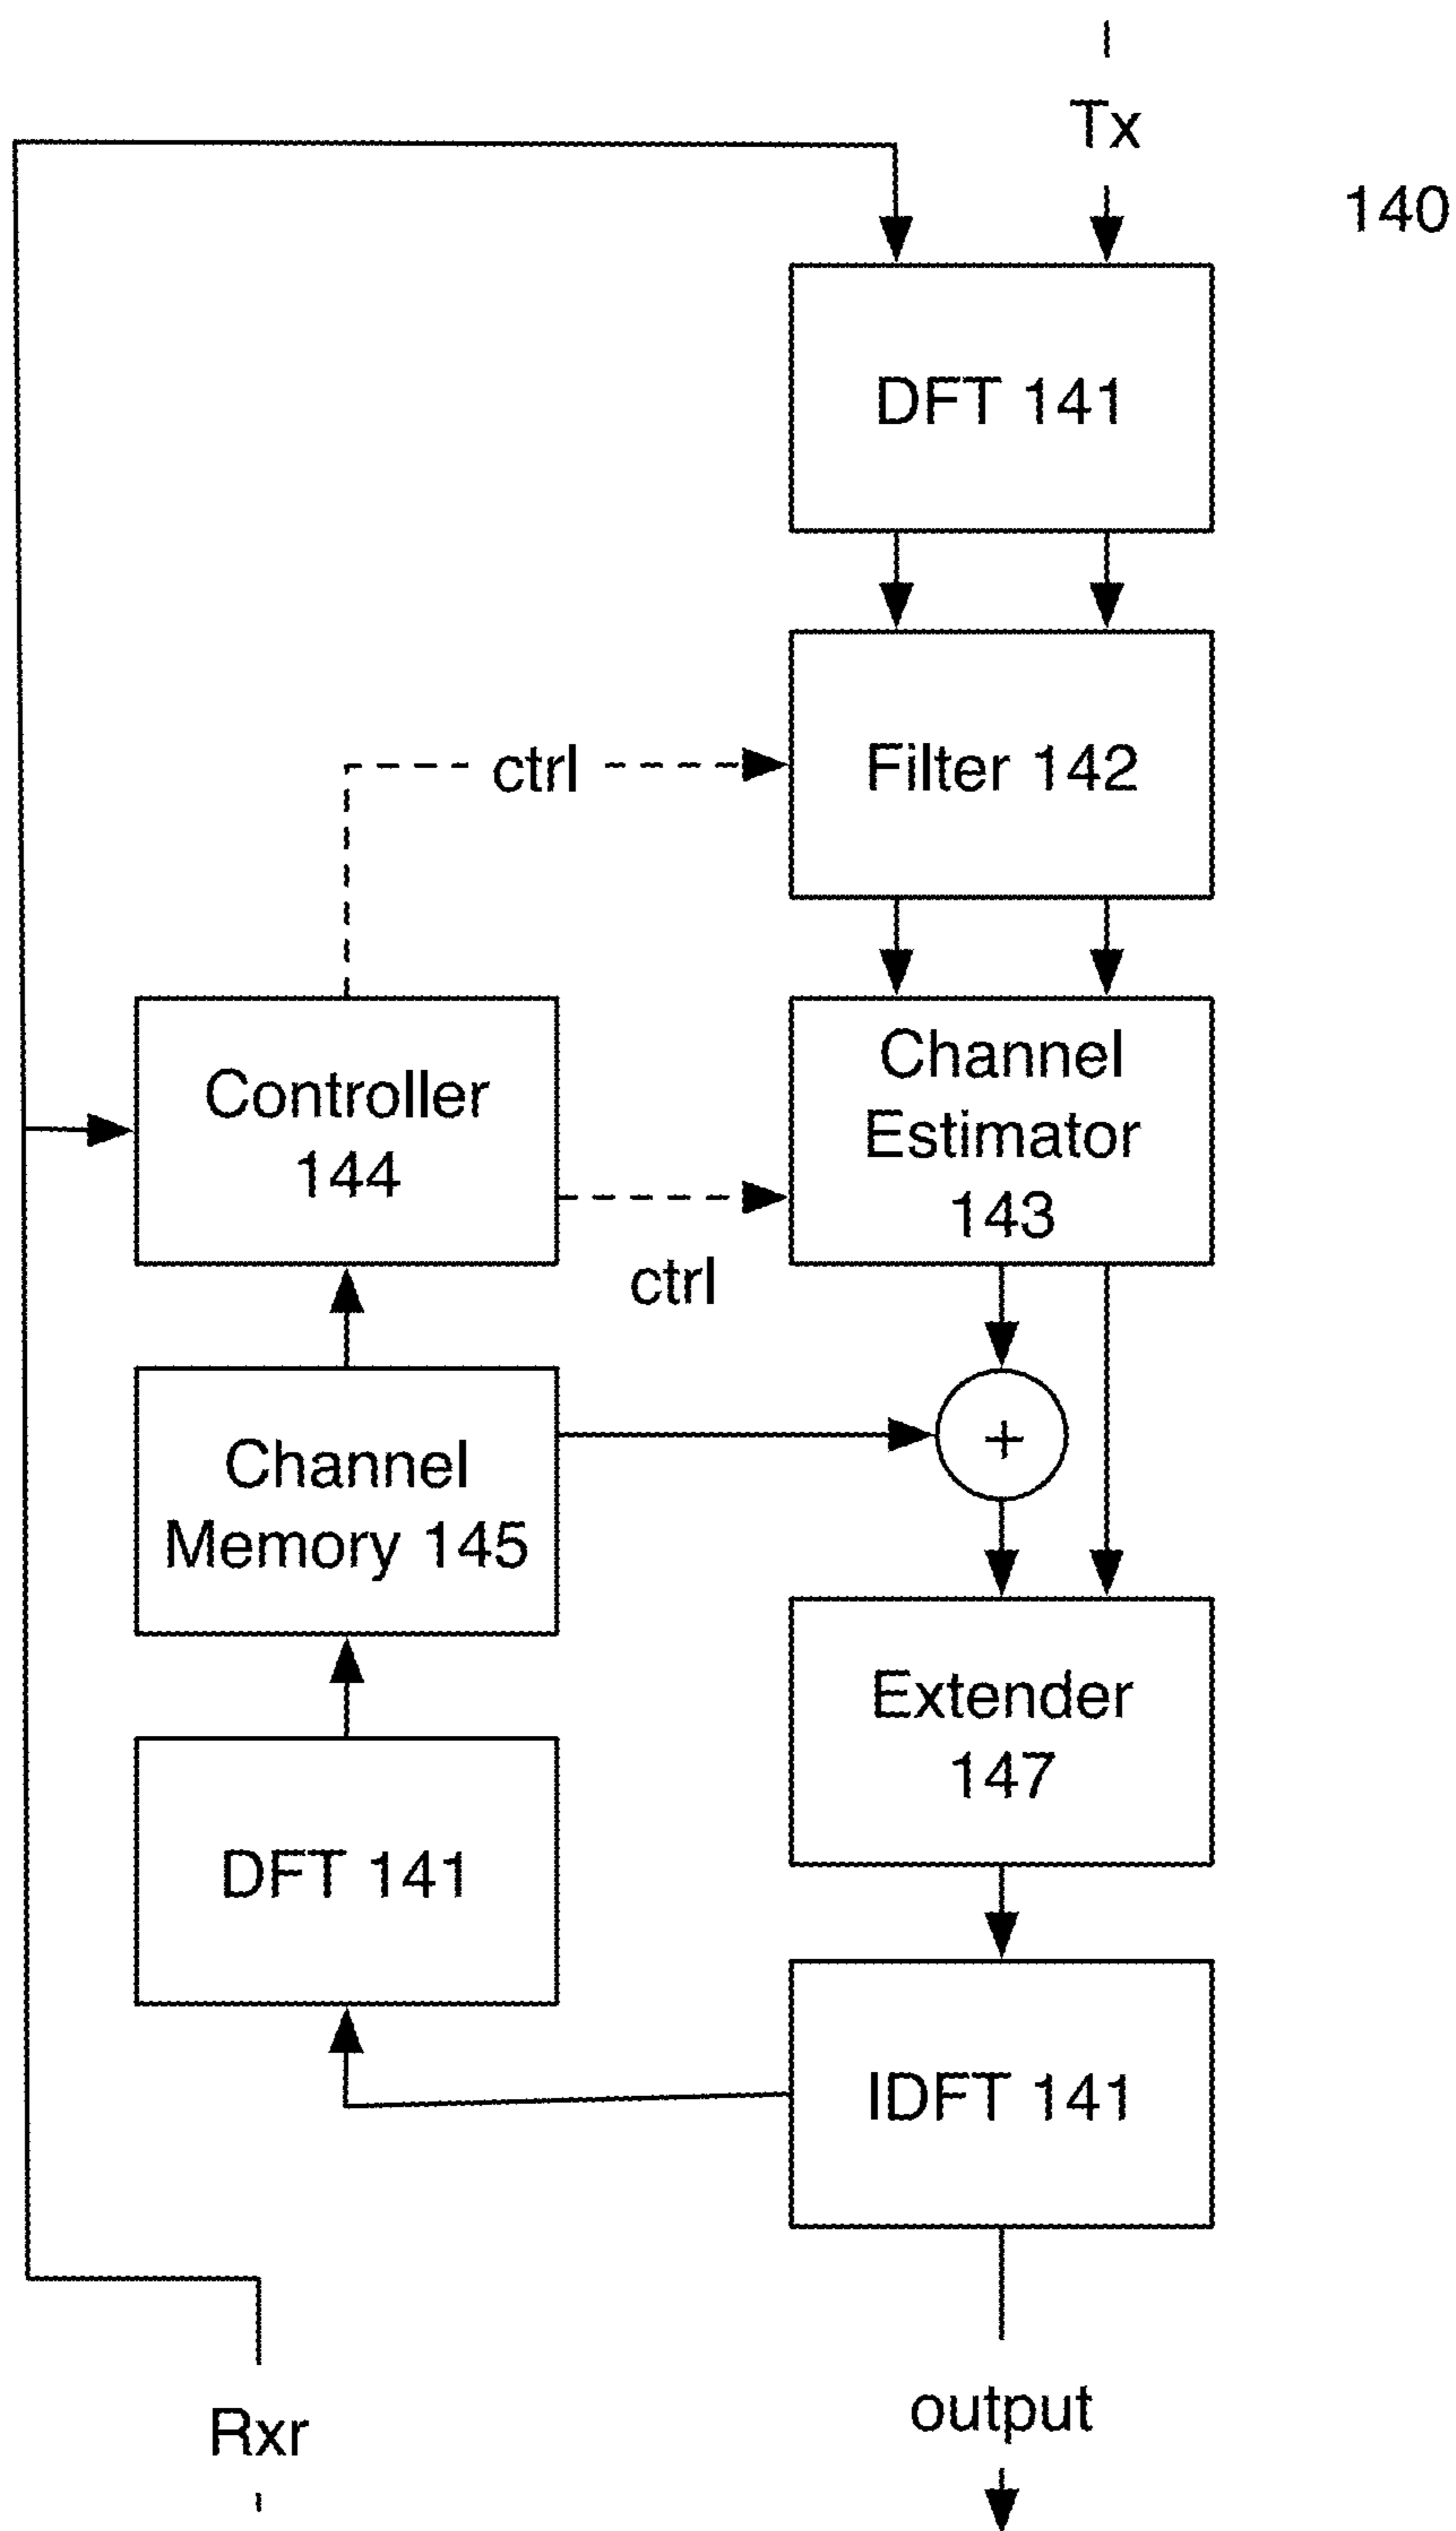 Tx
140
DFT 141
ctrl
Filter 142
Controller
144
Channel
Estimator
143
ctrl
+
Channel
Memory 145
Extender
147
DFT 141
IDFT 141
output
Rxr